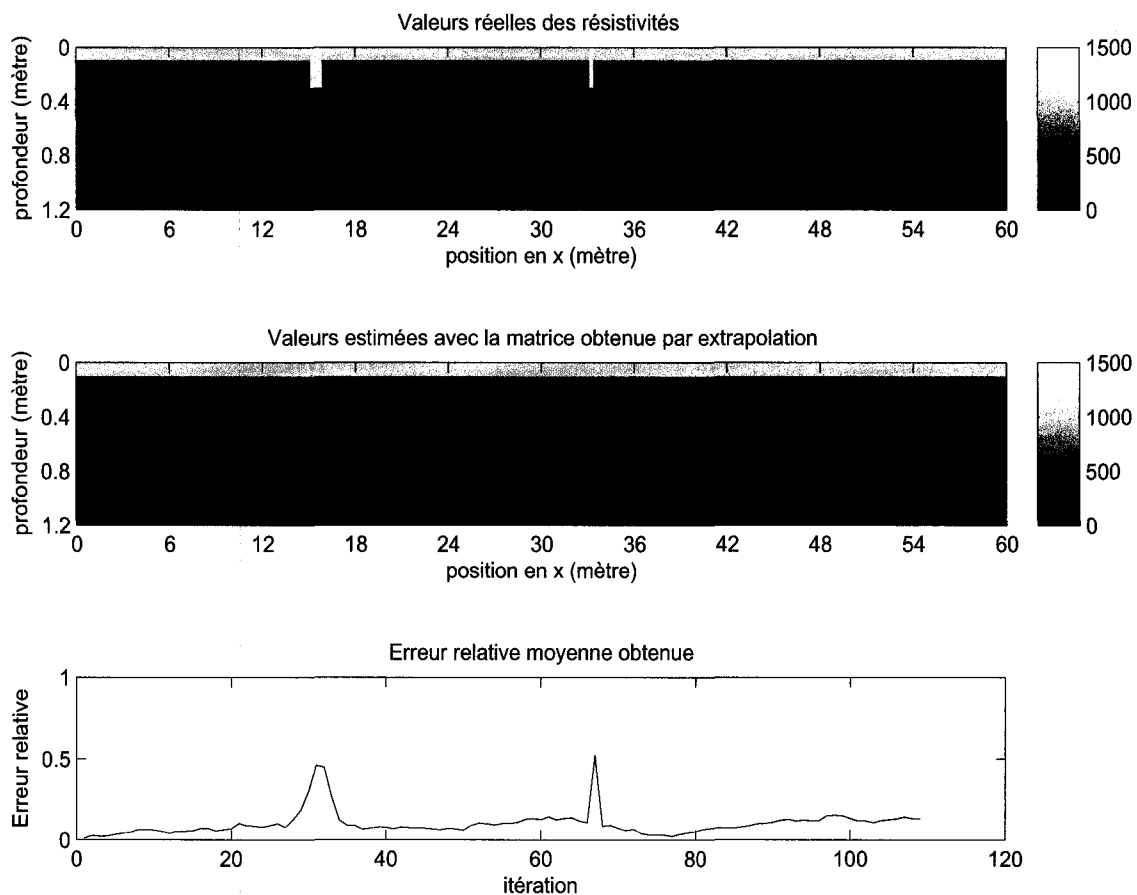 Valeurs réelles des résistivités
profondeur (mètre)
0
0.4
0.8
1.2
0 6 12 18 24 30 36 42 48 54 60
position en x (mètre)
1500
1000
500
0
Valeurs estimées avec la matrice obtenue par extrapolation
profondeur (mètre)
0
0.4
0.8
1.2
0 6 12 18 24 30 36 42 48 54 60
position en x (mètre)
1500
1000
500
0
Erreur relative moyenne obtenue
Erreur relative
1
0.5
0
0 20 40 60 80 100 120
itération